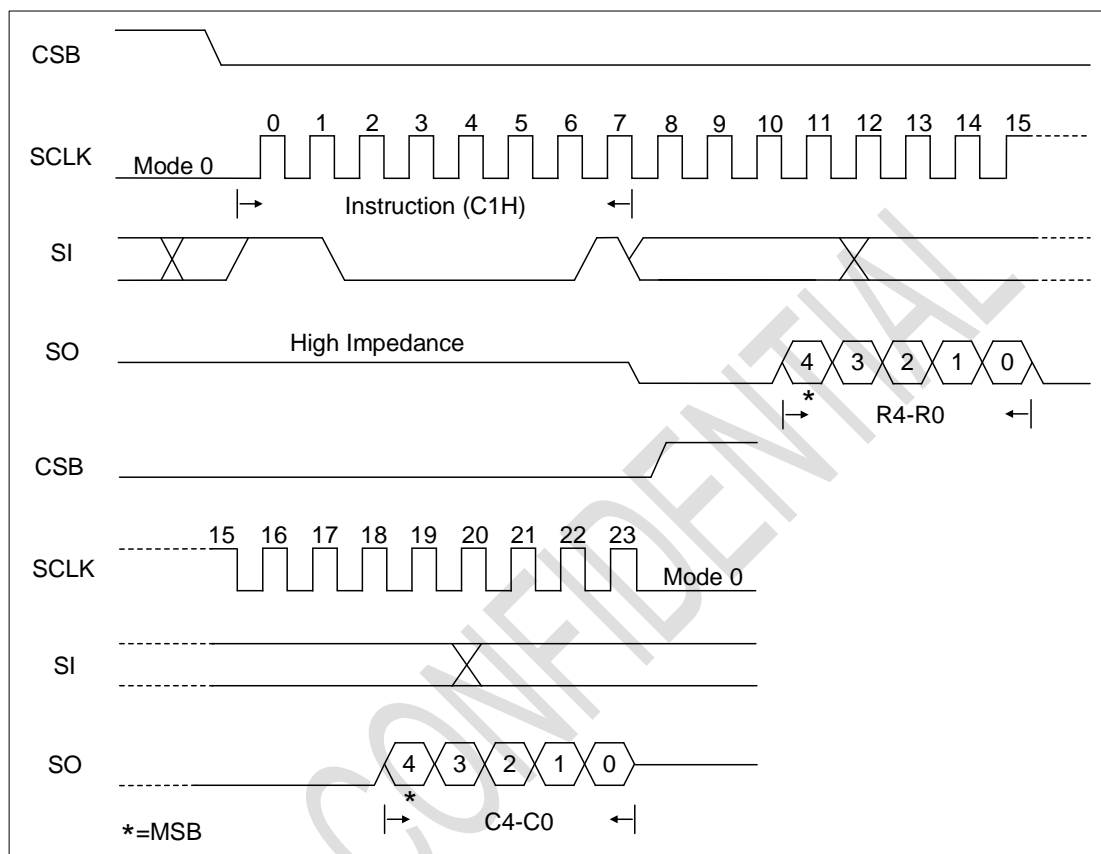 CSB
0 1 2 3 4 5 6 7 8 9 10 11 12 13 14 15
SCLK
Mode 0
Instruction (C1H)
SI
High Impedance
SO
4 3 2 1 0
*
R4-R0
CSB
15 16 17 18 19 20 21 22 23
SCLK
Mode 0
SI
SO
4 3 2 1 0
*
C4-C0
*=MSB
CONFIDENTIAL